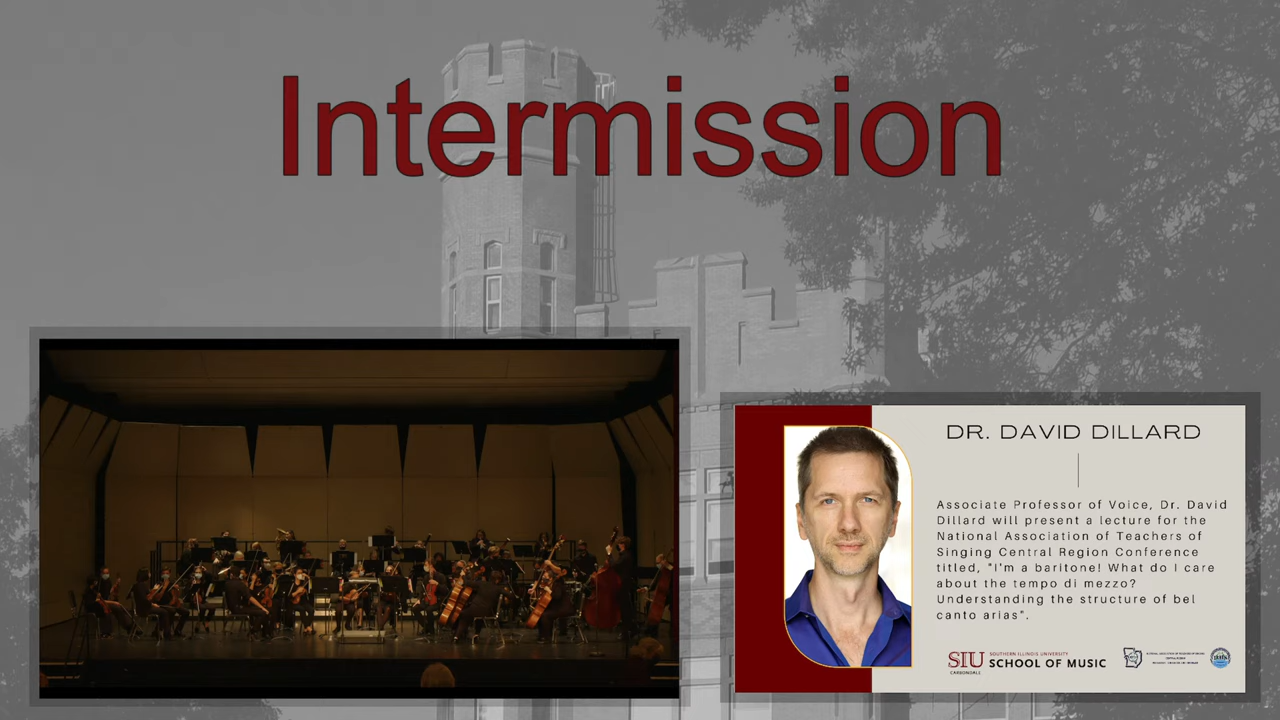 Intermission
DR. DAVID DILLARD
Associate Professor of Voice, Dr. David
Dillard will present a lecture for the
National Association of Teachers of
Singing Central Region Conference
titled, "I'm a baritone! What do I care
about the tempo di mezzo?
Understanding the structure of bel
canto arias".
SIU
CARBONDALE
SOUTHERN ILLINOIS UNIVERSITY
SCHOOL OF MUSIC